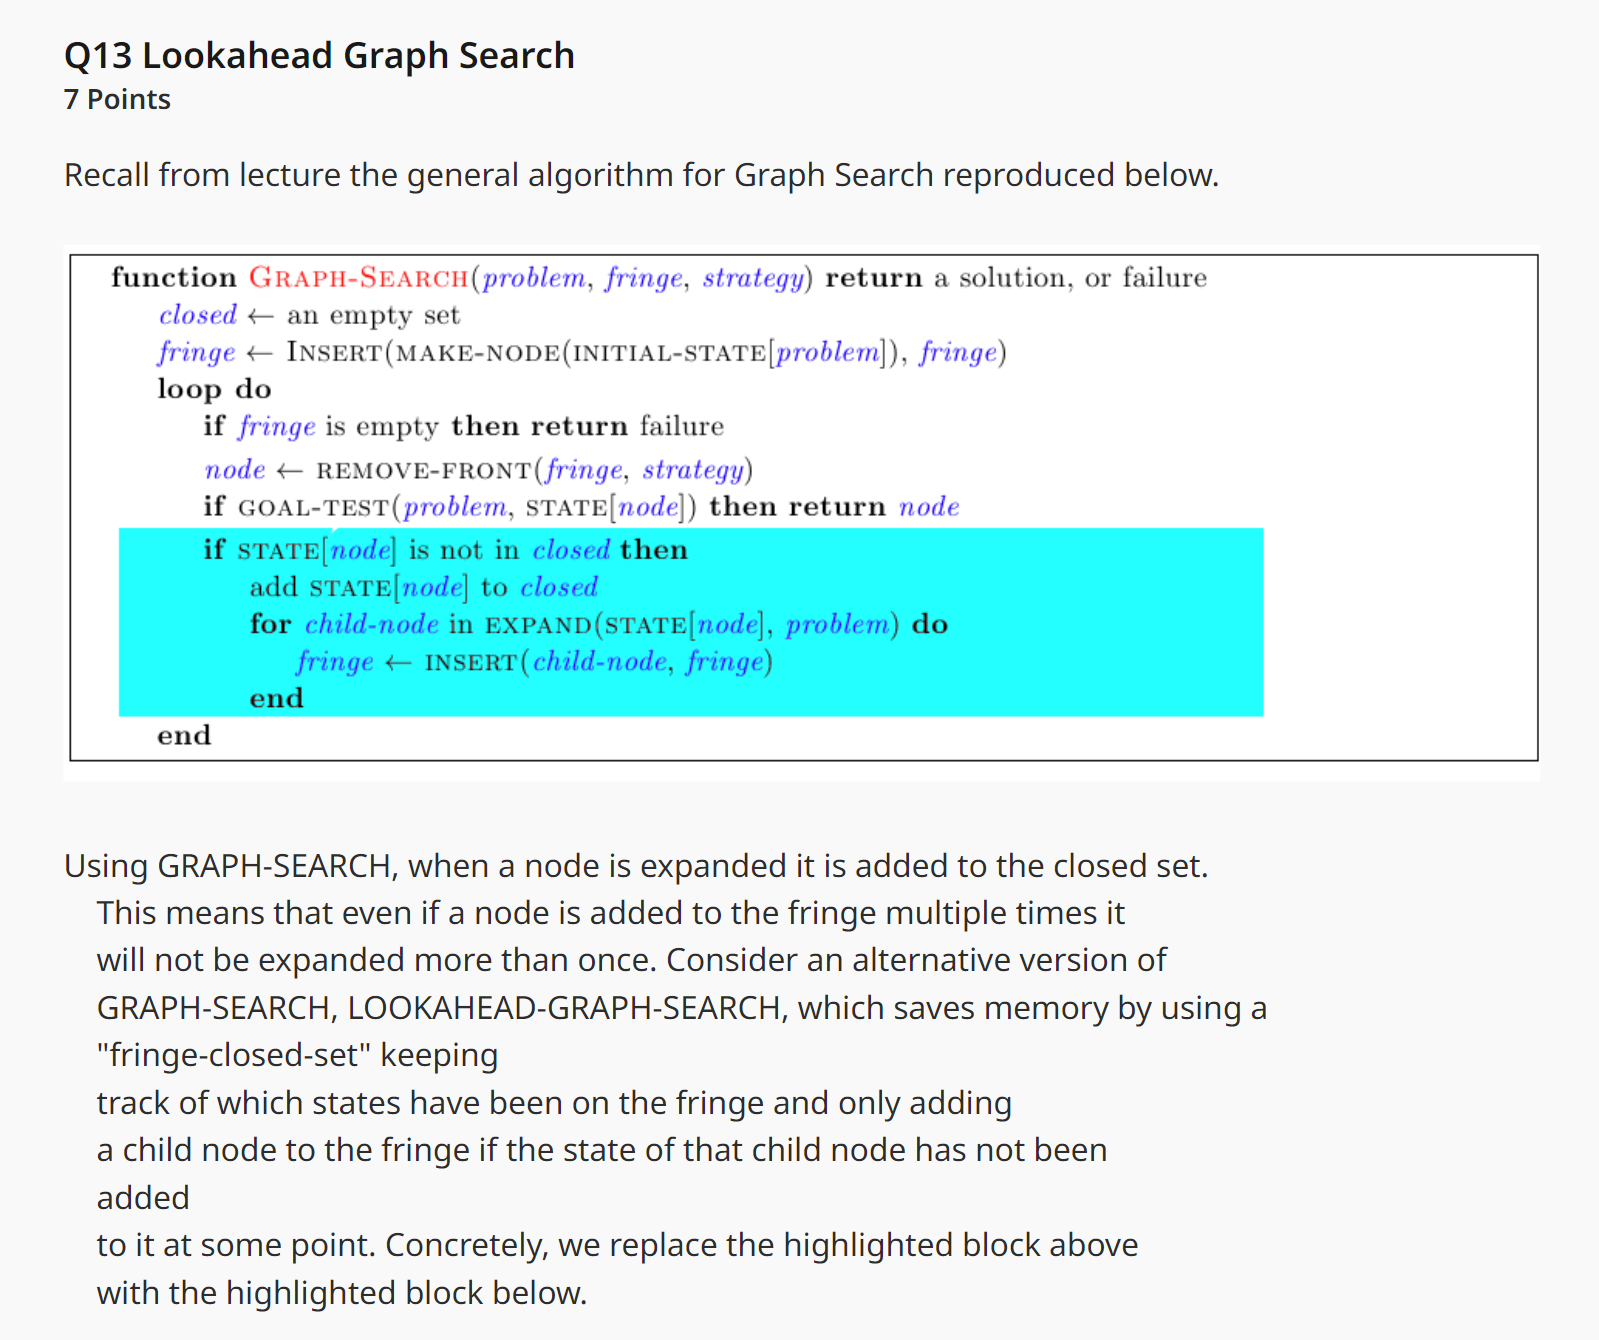 Q13 Lookahead Graph Search
7 Points
Recall from lecture the general algorithm for Graph Search reproduced below.
function GRAPH-SEARCH(problem, fringe, strategy) return a solution, or failure
closed ← an empty set
fringe ← INSERT(MAKE-NODE(INITIAL-STATE[problem]), fringe)
loop do
if fringe is empty then return failure
node ← REMOVE-FRONT(fringe, strategy)
if GOAL-TEST(problem, STATE[node]) then return node
if STATE[node] is not in closed then
add STATE[node] to closed
for child-node in EXPAND(STATE[node], problem) do
fringe ← INSERT(child-node, fringe)
end
end
Using GRAPH-SEARCH, when a node is expanded it is added to the closed set.
This means that even if a node is added to the fringe multiple times it
will not be expanded more than once. Consider an alternative version of
GRAPH-SEARCH, LOOKAHEAD-GRAPH-SEARCH, which saves memory by using a
"fringe-closed-set" keeping
track of which states have been on the fringe and only adding
a child node to the fringe if the state of that child node has not been
added
to it at some point. Concretely, we replace the highlighted block above
with the highlighted block below.